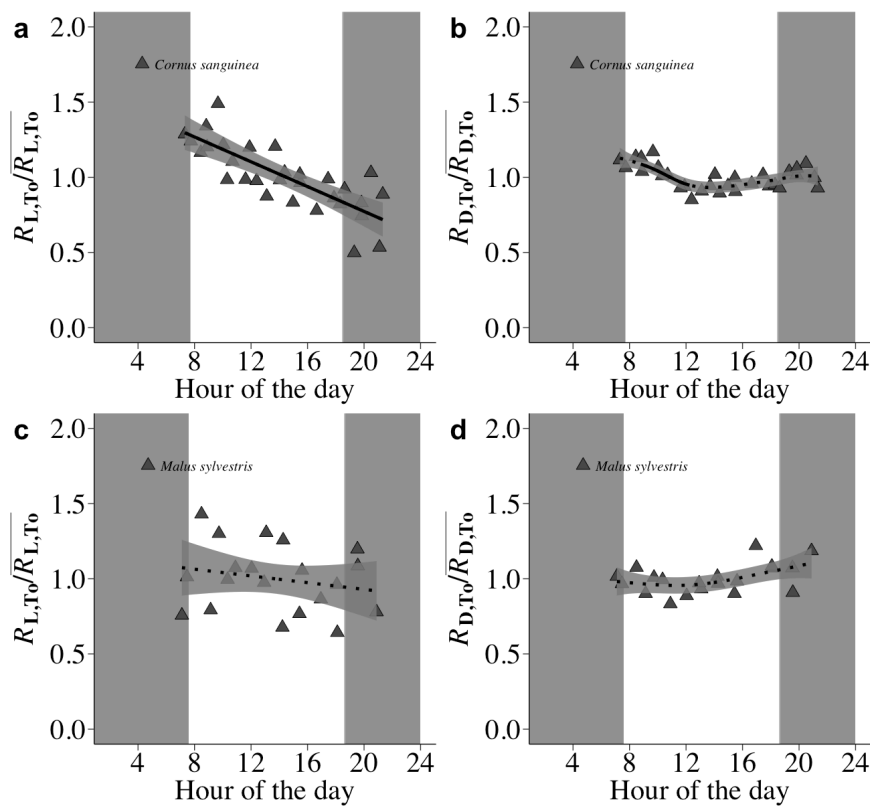 a
2.0
1.5
1.0
0.5
0.0
Cornus sanguinea
R_L,To/R_L,To
4 8 12 16 20 24
Hour of the day
b
2.0
1.5
1.0
0.5
0.0
Cornus sanguinea
R_D,To/R_D,To
4 8 12 16 20 24
Hour of the day
c
2.0
1.5
1.0
0.5
0.0
Malus sylvestris
R_L,To/R_L,To
4 8 12 16 20 24
Hour of the day
d
2.0
1.5
1.0
0.5
0.0
Malus sylvestris
R_D,To/R_D,To
4 8 12 16 20 24
Hour of the day